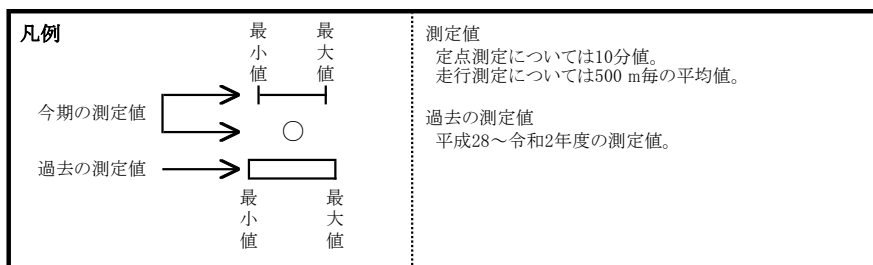 凡例
最小値
最大値
今期の測定値
過去の測定値
最小値
最大値
測定値
定点測定については10分値。
走行測定については500 m毎の平均値。
過去の測定値
平成28～令和2年度の測定値。